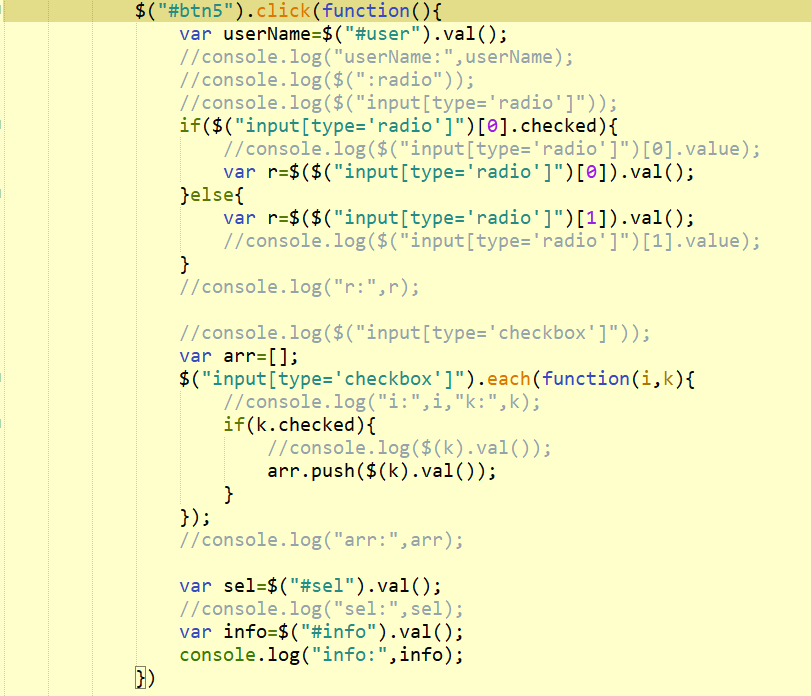 $("#btn5").click(function(){
var userName=$("#user").val();
//console.log("userName:",userName);
//console.log($(":radio"));
//console.log($("input[type='radio']"));
if($("input[type='radio']")[0].checked){
//console.log($("input[type='radio']")[0].value);
var r=$($("input[type='radio']")[0]).val();
}else{
var r=$($("input[type='radio']")[1]).val();
//console.log($("input[type='radio']")[1].value);
}
//console.log("r:",r);
//console.log($("input[type='checkbox']"));
var arr=[];
$("input[type='checkbox']").each(function(i,k){
//console.log("i:",i,"k:",k);
if(k.checked){
//console.log($(k).val());
arr.push($(k).val());
}
});
//console.log("arr:",arr);
var sel=$("#sel").val();
//console.log("sel:",sel);
var info=$("#info").val();
console.log("info:",info);
})